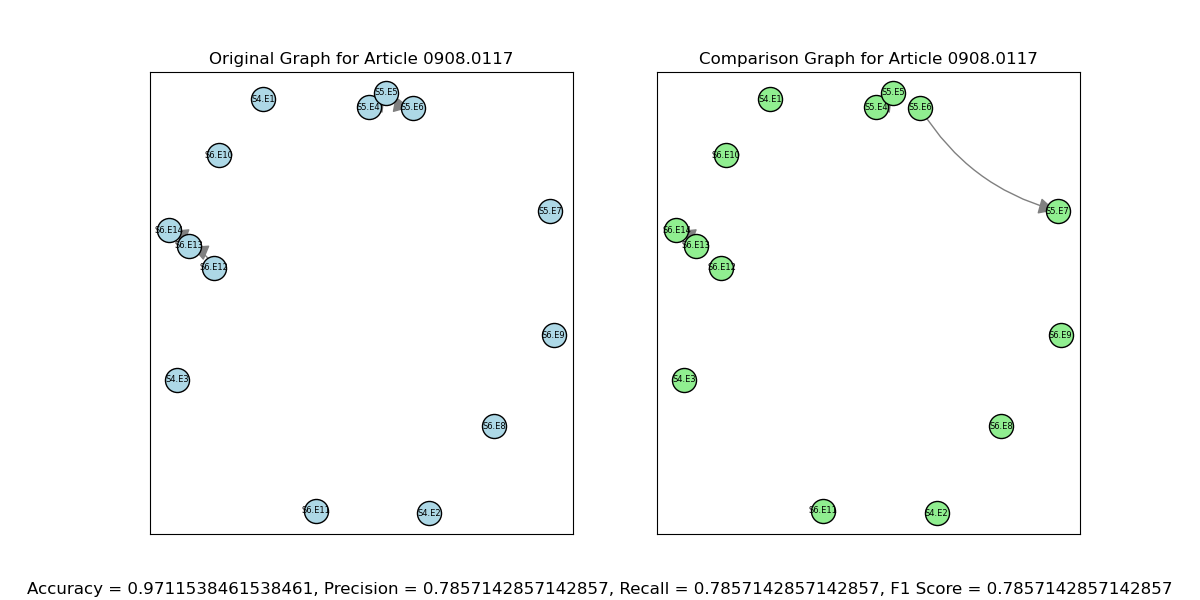 Original Graph for Article 0908.0117
S4.E1
S5.E5
S5.E4
S5.E6
S6.E10
S5.E7
S6.E14
S6.E13
S6.E12
S6.E9
S4.E3
S6.E8
S6.E11
S4.E2
Comparison Graph for Article 0908.0117
S4.E1
S5.E5
S5.E4
S5.E6
S6.E10
S5.E7
S6.E14
S6.E13
S6.E12
S6.E9
S4.E3
S6.E8
S6.E11
S4.E2
Accuracy = 0.9711538461538461, Precision = 0.7857142857142857, Recall = 0.7857142857142857, F1 Score = 0.7857142857142857